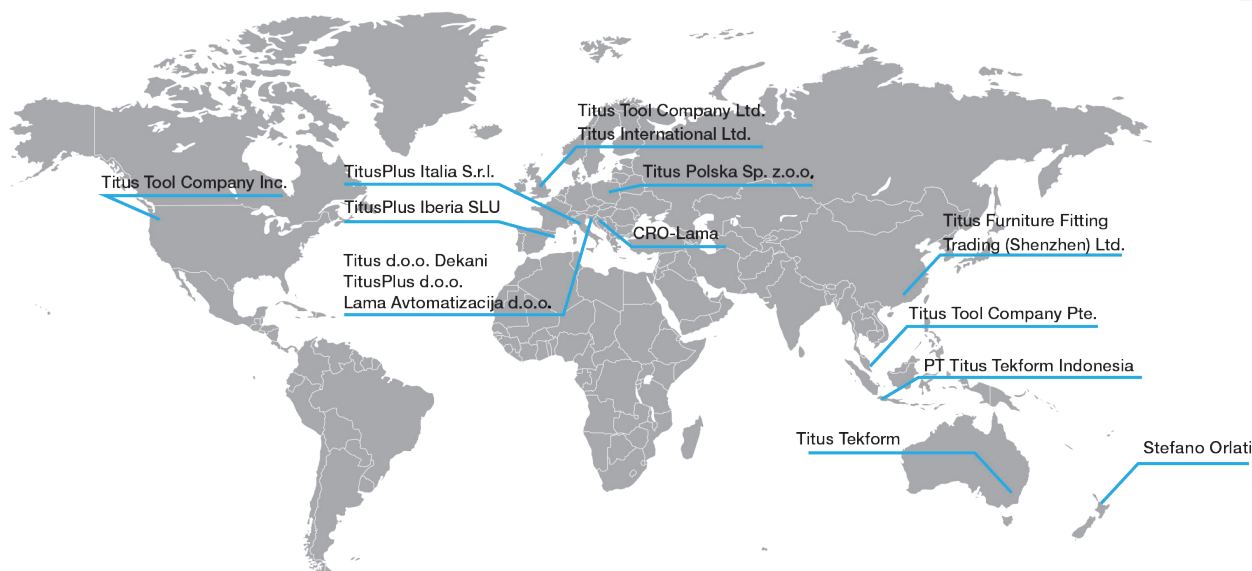 Titus Tool Company Ltd.
Titus International Ltd.
Titus Tool Company Inc.
TitusPlus Italia S.r.l.
Titus Polska Sp. z.o.o.
TitusPlus Iberia SLU
CRO-Lama
Titus Furniture Fitting
Trading (Shenzhen) Ltd.
Titus d.o.o. Dekani
TitusPlus d.o.o.
Lama Avtomatizacija d.o.o.
Titus Tool Company Pte.
PT Titus Tekform Indonesia
Titus Tekform
Stefano Orlati